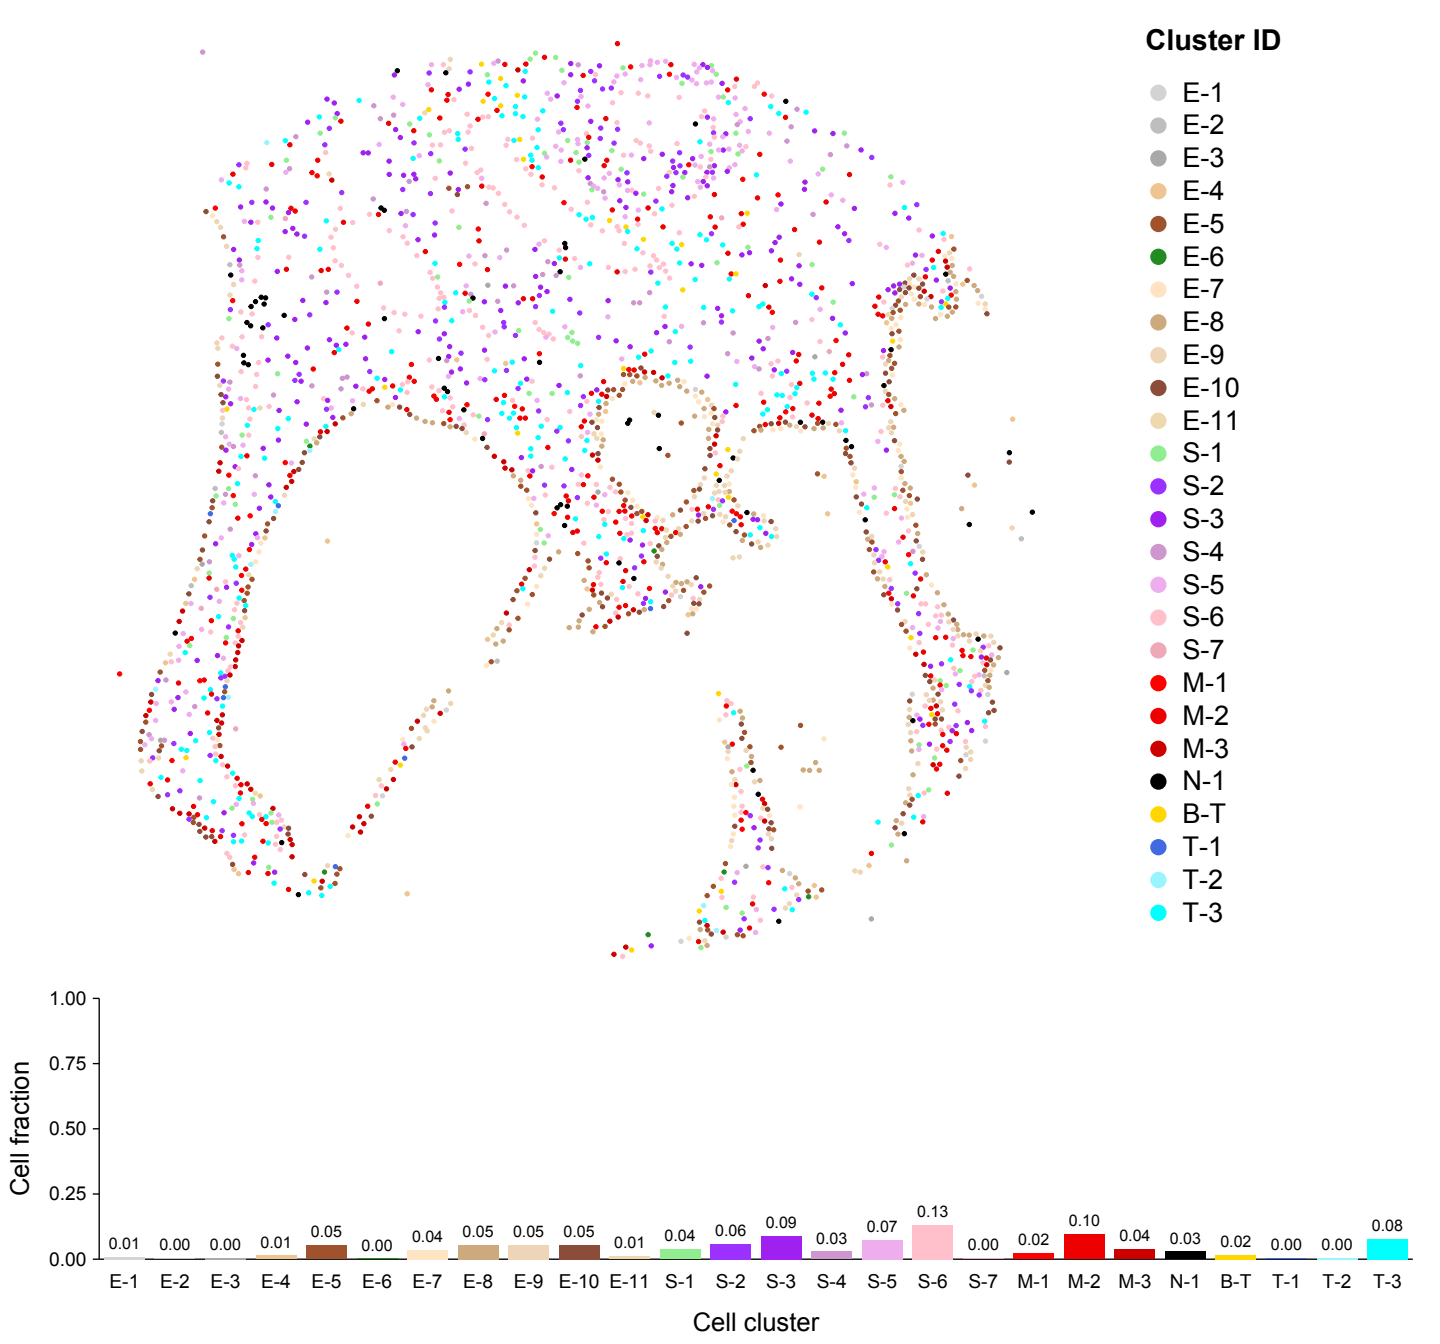 Cluster ID
E-1
E-2
E-3
E-4
E-5
E-6
E-7
E-8
E-9
E-10
E-11
S-1
S-2
S-3
S-4
S-5
S-6
S-7
M-1
M-2
M-3
N-1
B-T
T-1
T-2
T-3
1.00
0.75
0.50
0.25
0.00
Cell fraction
0.01 0.00 0.00 0.01 0.05 0.00 0.04 0.05 0.05 0.05 0.01 0.04 0.06 0.09 0.03 0.07 0.13 0.00 0.02 0.10 0.04 0.03 0.02 0.00 0.00 0.08
E-1 E-2 E-3 E-4 E-5 E-6 E-7 E-8 E-9 E-10 E-11 S-1 S-2 S-3 S-4 S-5 S-6 S-7 M-1 M-2 M-3 N-1 B-T T-1 T-2 T-3
Cell cluster